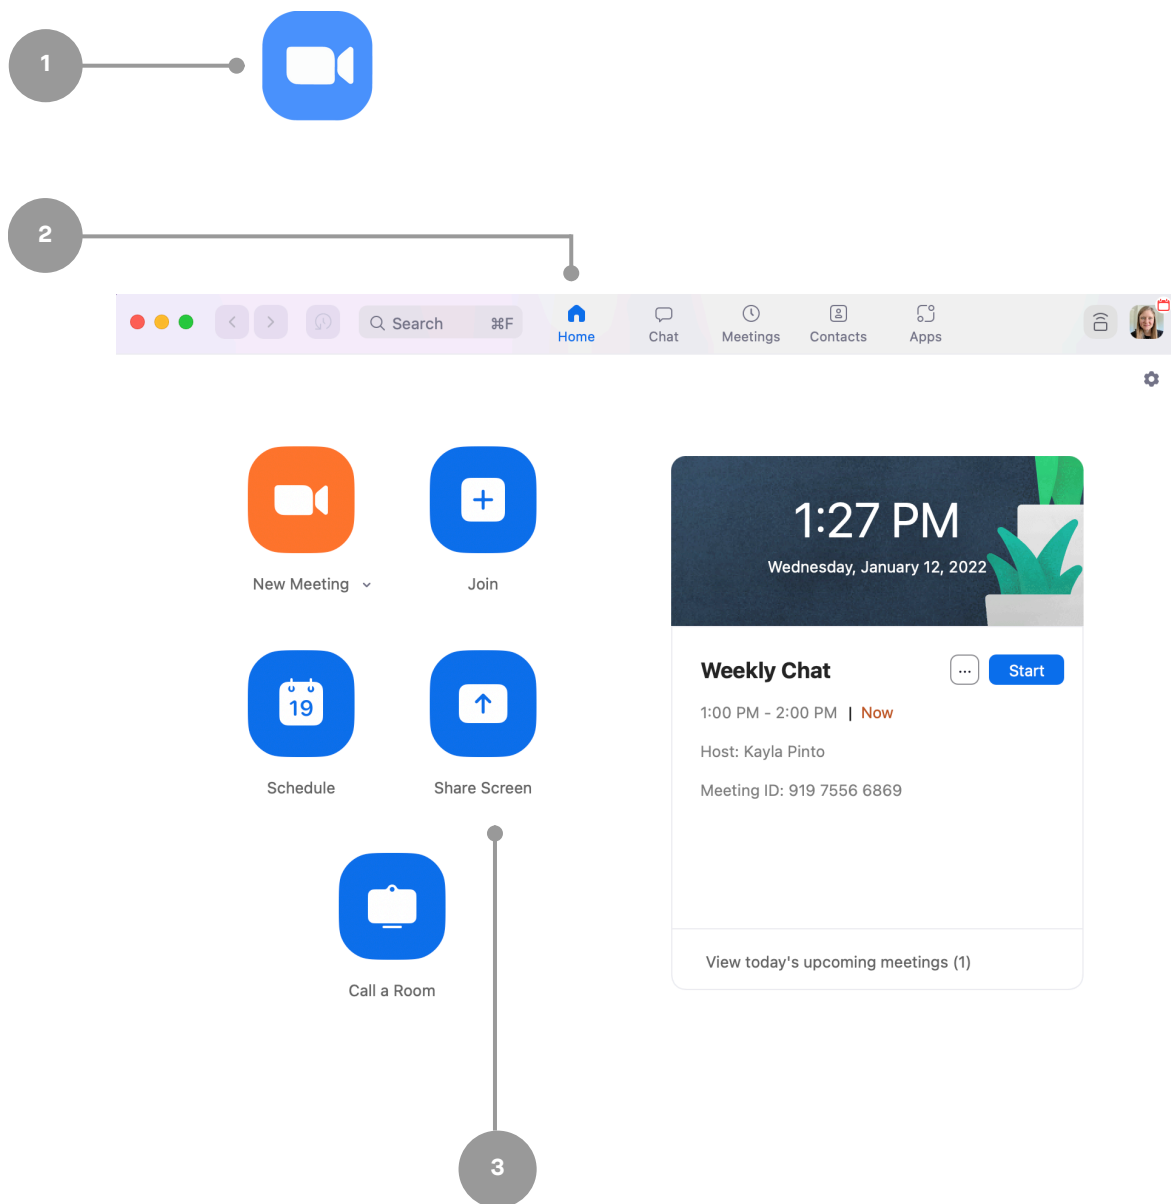 1
2
Search ⌘F
Home
Chat
Meetings
Contacts
Apps
New Meeting
Join
1:27 PM
Wednesday, January 12, 2022
Weekly Chat
...
Start
1:00 PM - 2:00 PM | Now
Host: Kayla Pinto
Meeting ID: 919 7556 6869
19
Schedule
Share Screen
Call a Room
View today's upcoming meetings (1)
3